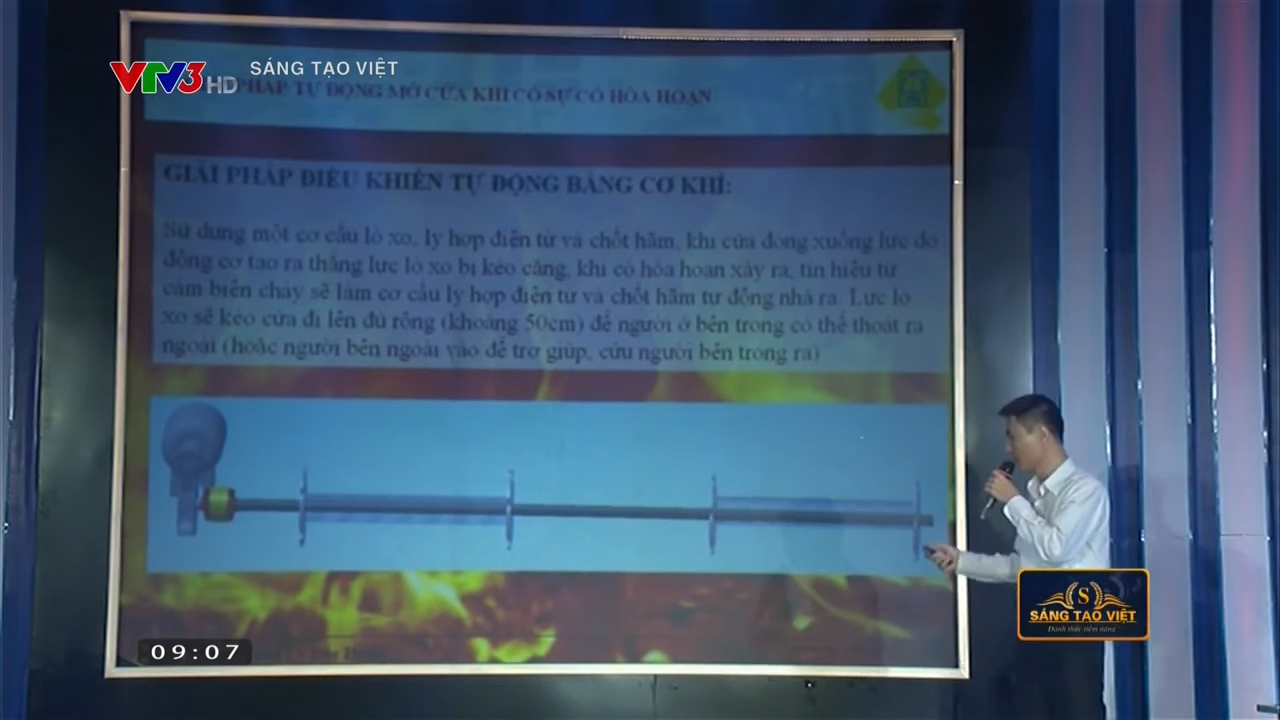 VTV3 HD
SÁNG TẠO VIỆT
PHÁP TỰ ĐỘNG MỞ CỬA KHI CÓ SỰ CỐ HỎA HOẠN
GIẢI PHÁP ĐIỀU KHIỂN TỰ ĐỘNG BẰNG CƠ KHÍ:
Sử dụng một cơ cấu lò xo, ly hợp điện từ và chốt hãm, khi cửa đóng xuống lực do
động cơ tạo ra thắng lực lò xo bị kéo căng, khi có hỏa hoạn xảy ra, tín hiệu từ
cảm biến cháy sẽ làm cơ cấu ly hợp điện từ và chốt hãm tự động nhả ra. Lực lò
xo sẽ kéo cửa đi lên đủ rộng (khoảng 50cm) để người ở bên trong có thể thoát ra
ngoài (hoặc người bên ngoài vào để trợ giúp, cứu người bên trong ra)
S
SÁNG TẠO VIỆT
Đánh thức tiềm năng
09:07